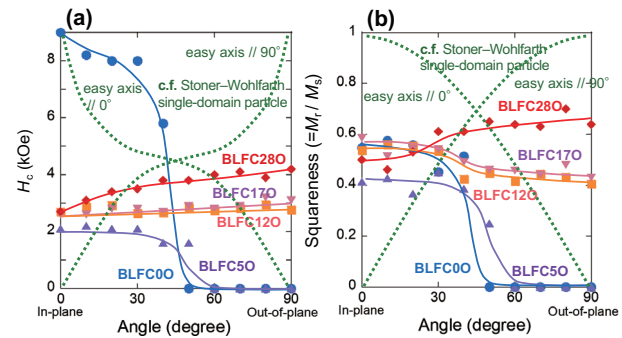 (a)
H_c (kOe)
8
6
4
2
0
easy axis // 90°
c.f. Stoner–Wohlfarth
single-domain particle
easy axis
// 0°
BLFC28O
BLFC17O
BLFC12O
BLFC5O
BLFC0O
0
30
60
90
In-plane
Out-of-plane
Angle (degree)
(b)
Squareness (=M_r / M_s)
1
0.8
0.6
0.4
0.2
0
c.f. Stoner–Wohlfarth
single-domain particle
easy axis // 0°
easy axis // 90°
BLFC28O
BLFC17O
BLFC12O
BLFC0O
BLFC5O
0
30
60
90
In-plane
Out-of-plane
Angle (degree)